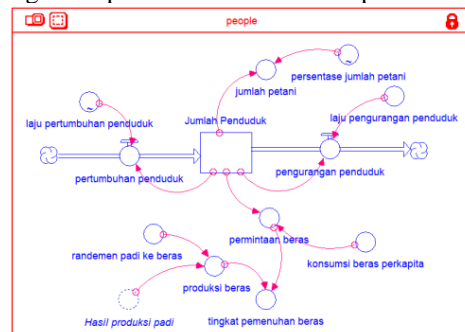 people
persentase jumlah petani
jumlah petani
laju pertumbuhan penduduk
Jumlah Penduduk
laju pengurangan penduduk
pertumbuhan penduduk
pengurangan penduduk
permintaan beras
randemen padi ke beras
konsumsi beras perkapita
produksi beras
Hasil produksi padi
tingkat pemenuhan beras